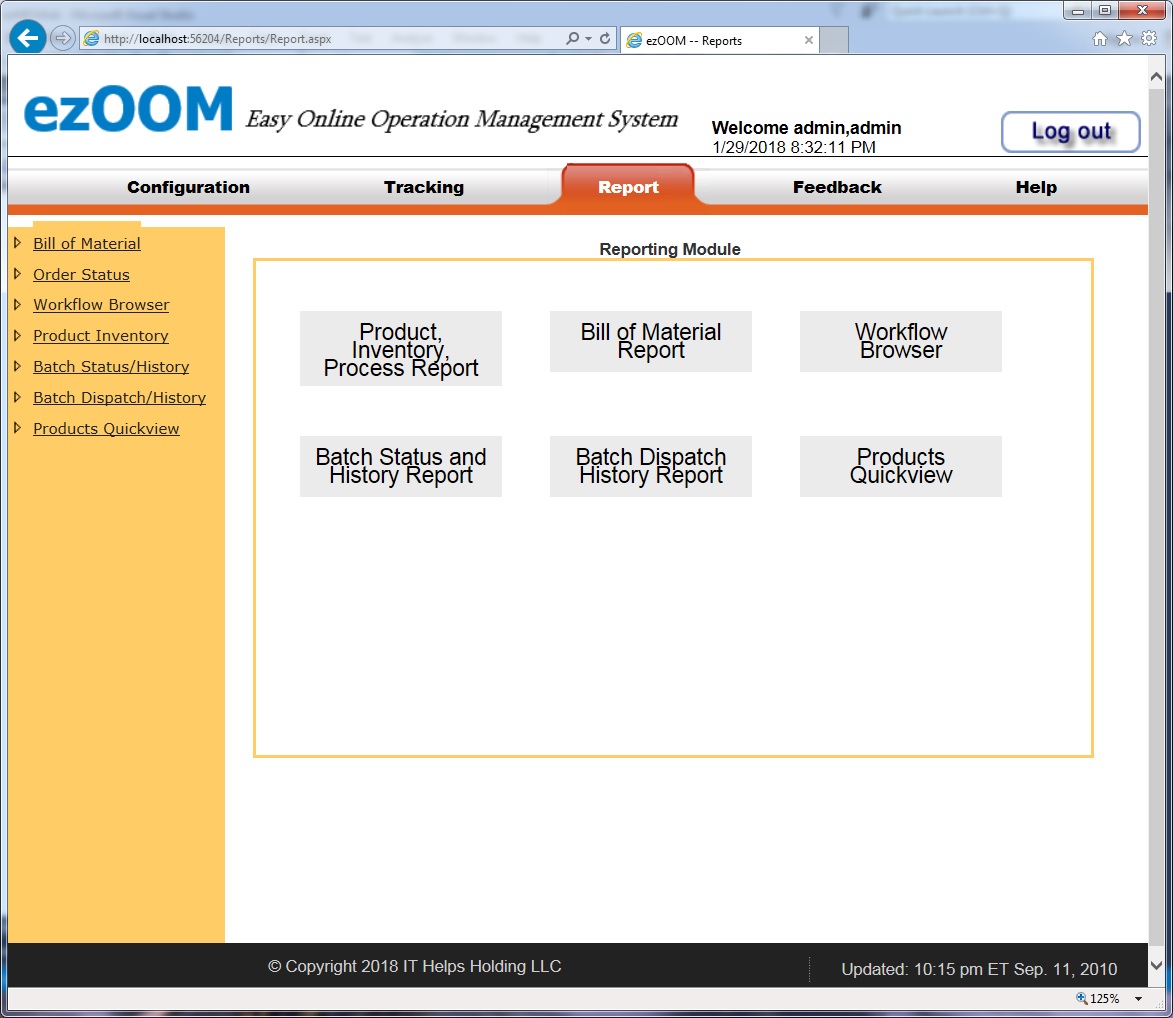 http://localhost:56204/Reports/Report.aspx
ezOOM -- Reports
ezOOM Easy Online Operation Management System
Welcome admin,admin
1/29/2018 8:32:11 PM
Log out
Configuration Tracking Report Feedback Help
Bill of Material
Order Status
Workflow Browser
Product Inventory
Batch Status/History
Batch Dispatch/History
Products Quickview
Reporting Module
Product,
Inventory,
Process Report
Bill of Material
Report
Workflow
Browser
Batch Status and
History Report
Batch Dispatch
History Report
Products
Quickview
© Copyright 2018 IT Helps Holding LLC
Updated: 10:15 pm ET Sep. 11, 2010
125%